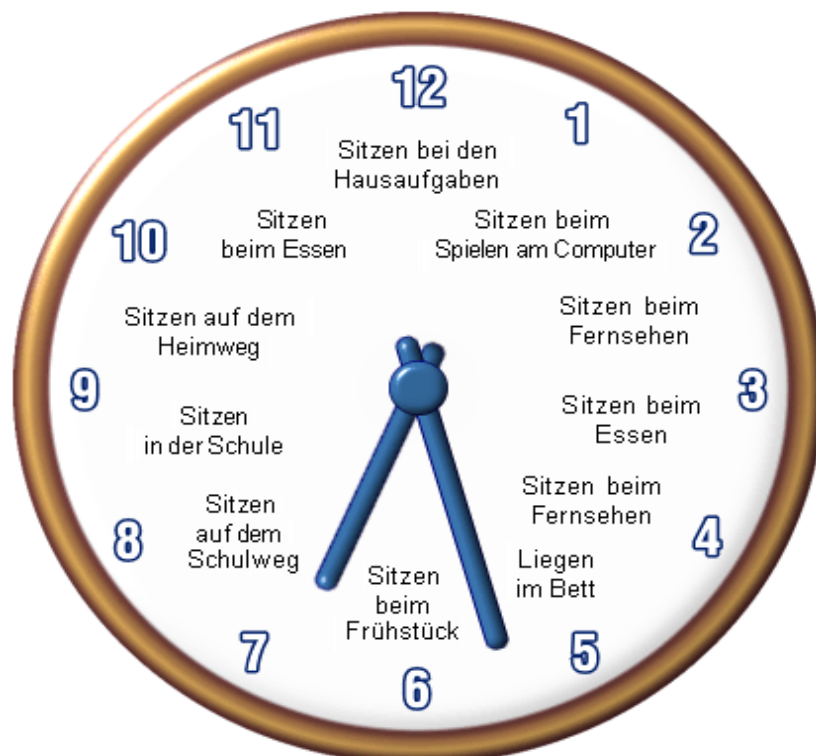 12
11
1
Sitzen bei den
Hausaufgaben
10
Sitzen
beim Essen
Sitzen beim
Spielen am Computer
2
Sitzen auf dem
Heimweg
Sitzen beim
Fernsehen
9
Sitzen
in der Schule
Sitzen beim
Essen
3
8
Sitzen
auf dem
Schulweg
Sitzen beim
Fernsehen
4
Sitzen
beim
Frühstück
Liegen
im Bett
7
6
5